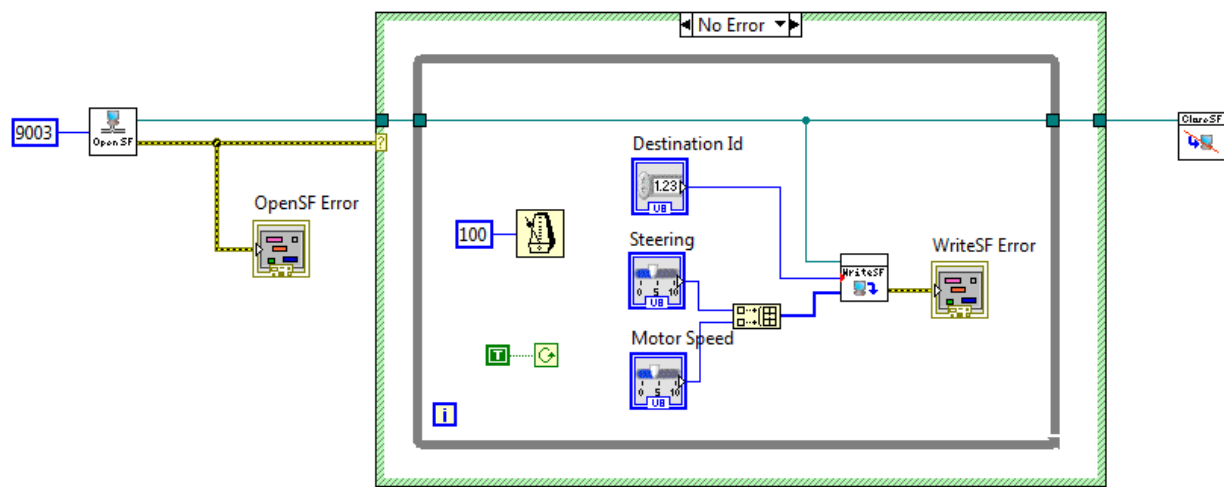 No Error
9003
Open SF
CloseSF
OpenSF Error
Destination Id
1.23
U8
100
Steering
0 5 10
U8
WriteSF
WriteSF Error
Motor Speed
0 5 10
U8
T
i
?